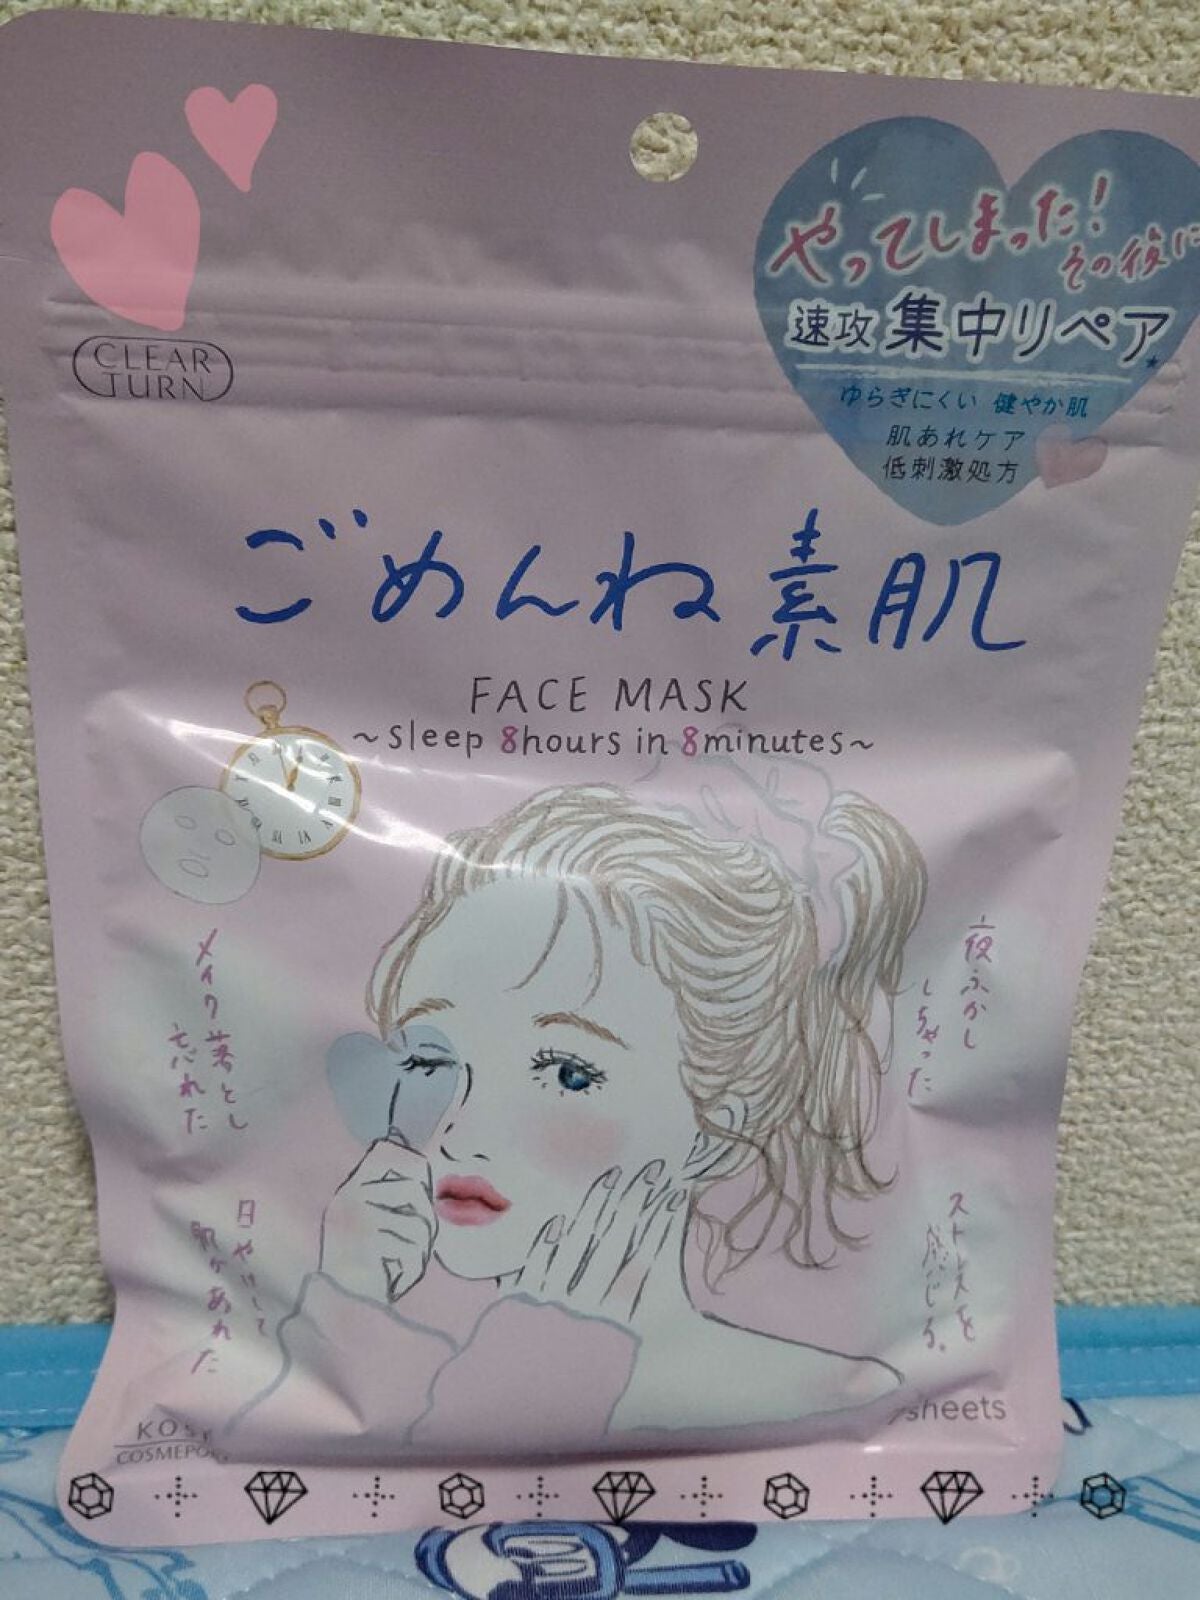 やってしまった!
その後に
速攻集中リペア
ゆらぎにくい 健やか肌
肌あれケア
低刺激処方
CLEAR
TURN
ごめんね素肌
FACE MASK
~sleep 8hours in 8minutes~
メイク落とし
忘れた
夜ふかし
しちゃった
日やけして
肌があれた
ストレスを
感じる。
sheets
KOSÉ
COSMEPORT